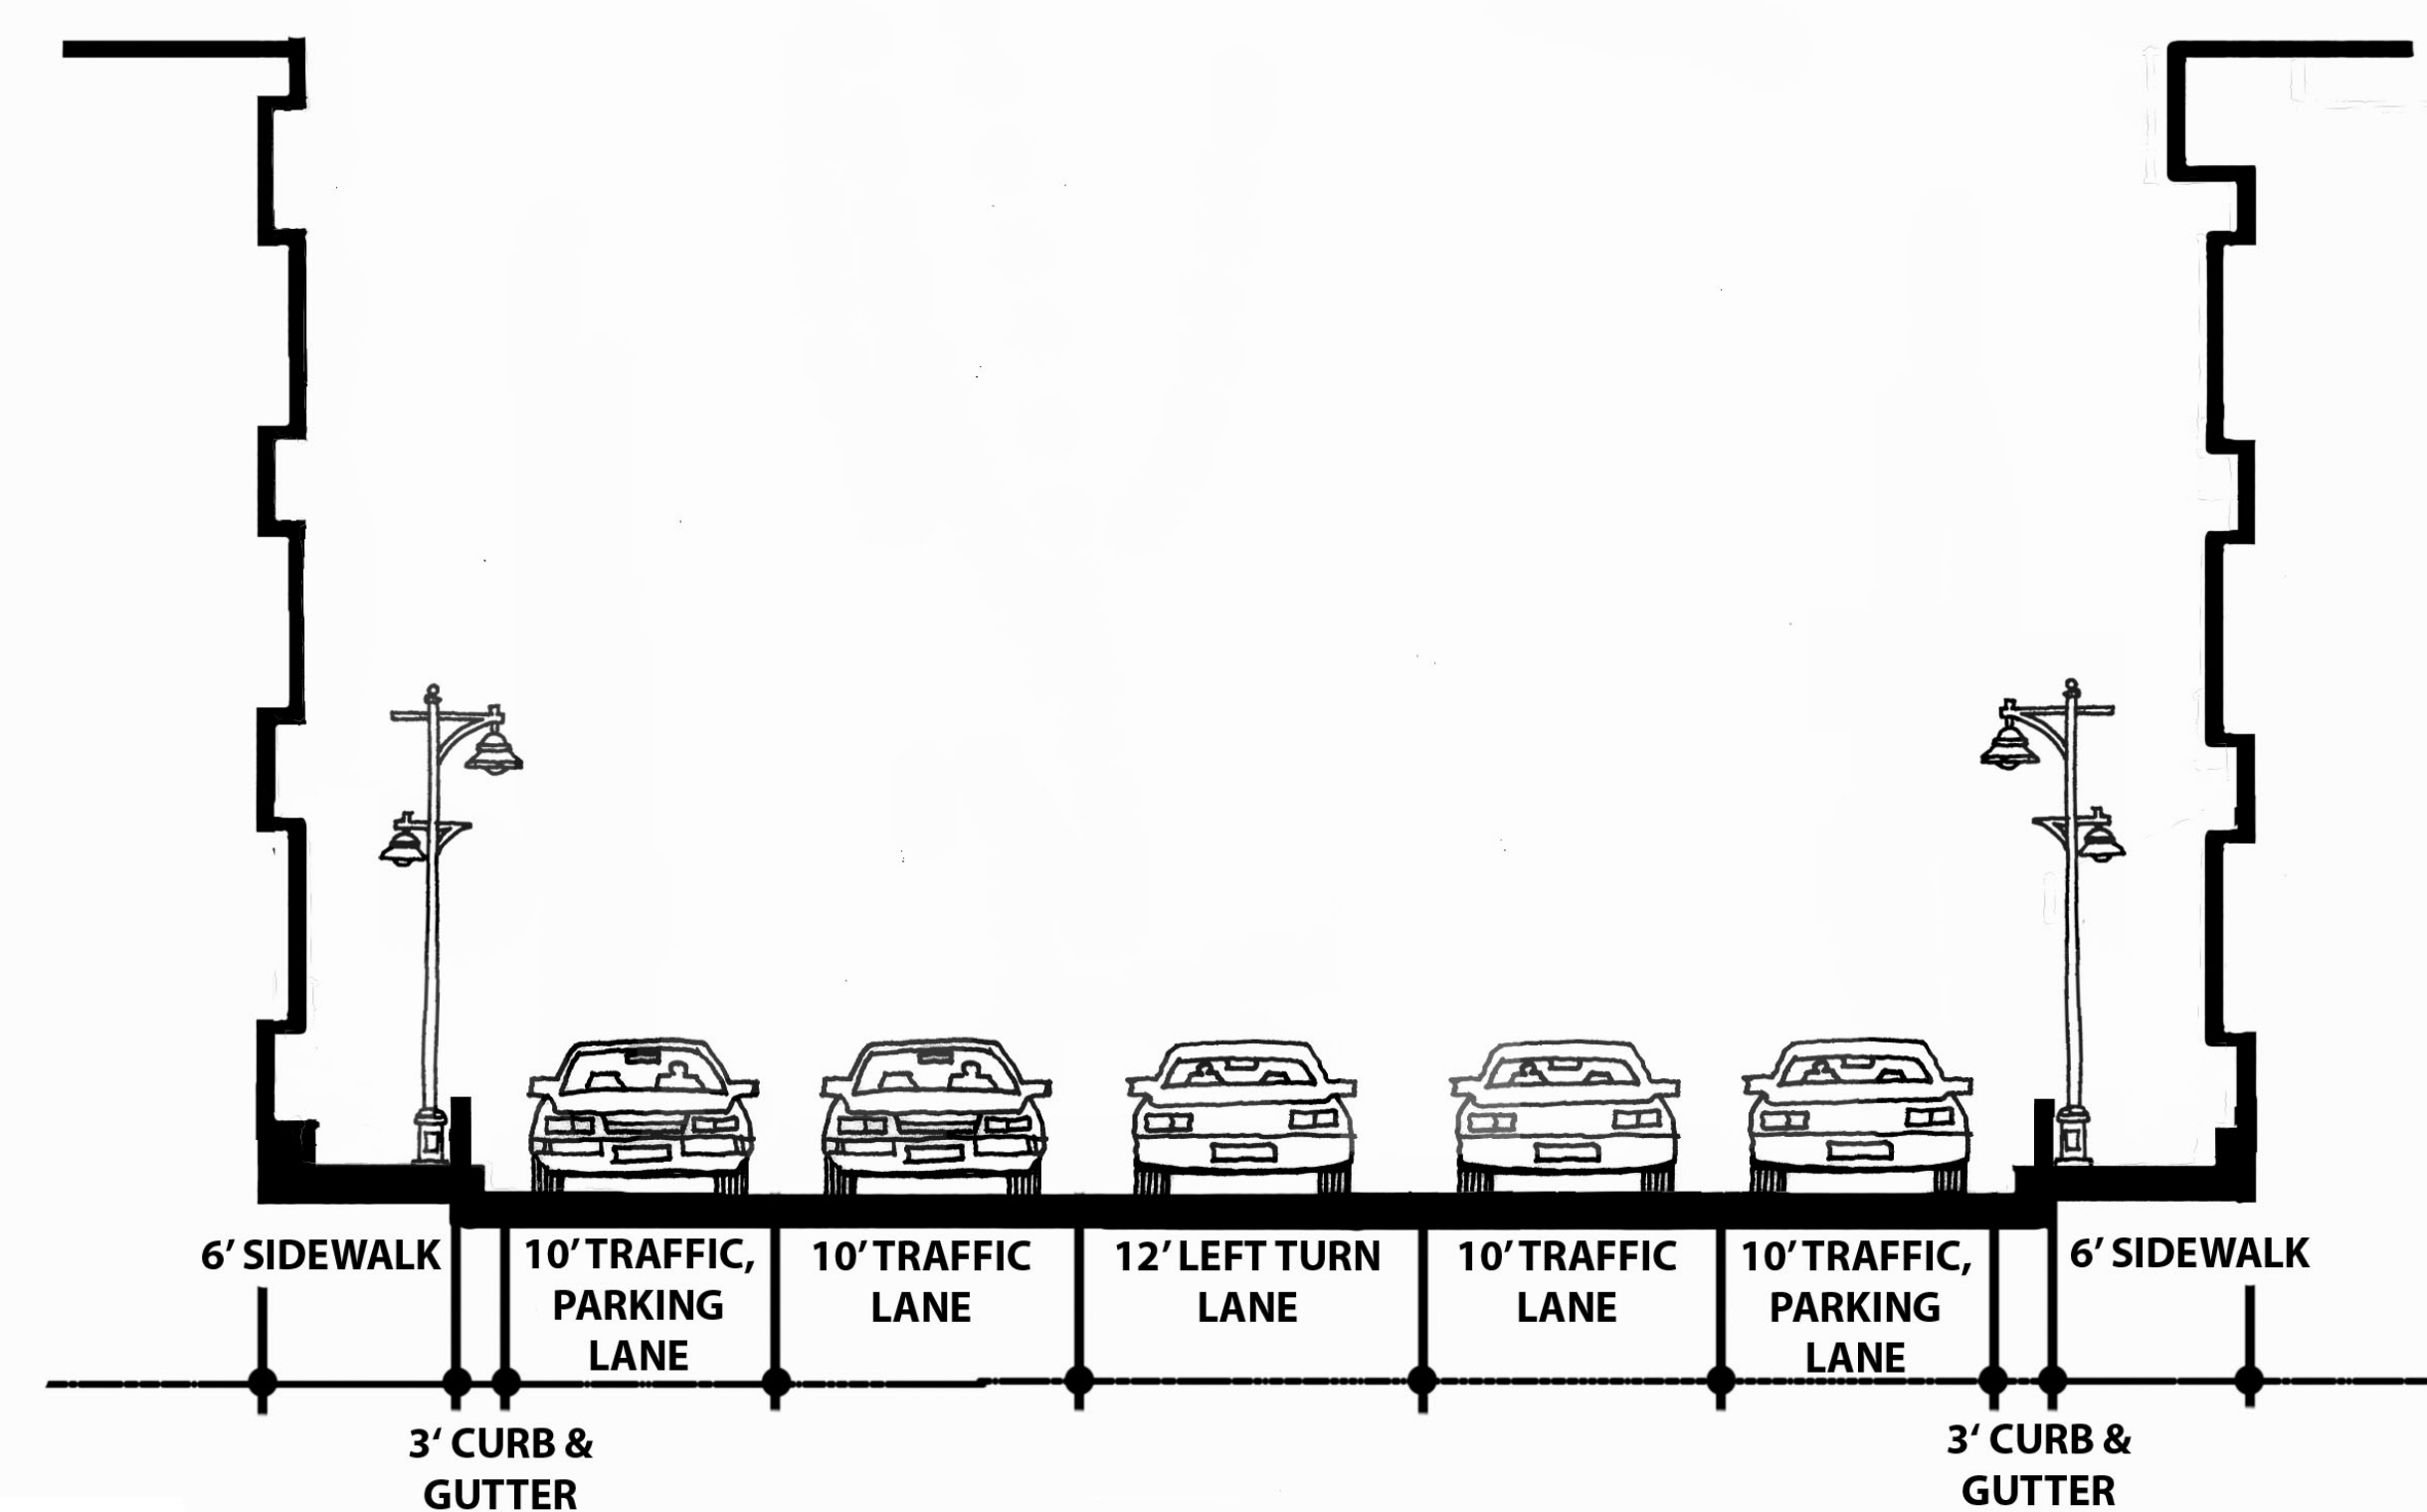 6’ SIDEWALK
10’ TRAFFIC,
PARKING
LANE
10’ TRAFFIC
LANE
12’ LEFT TURN
LANE
10’ TRAFFIC
LANE
10’ TRAFFIC,
PARKING
LANE
6’ SIDEWALK
3‘ CURB &
GUTTER
3‘ CURB &
GUTTER